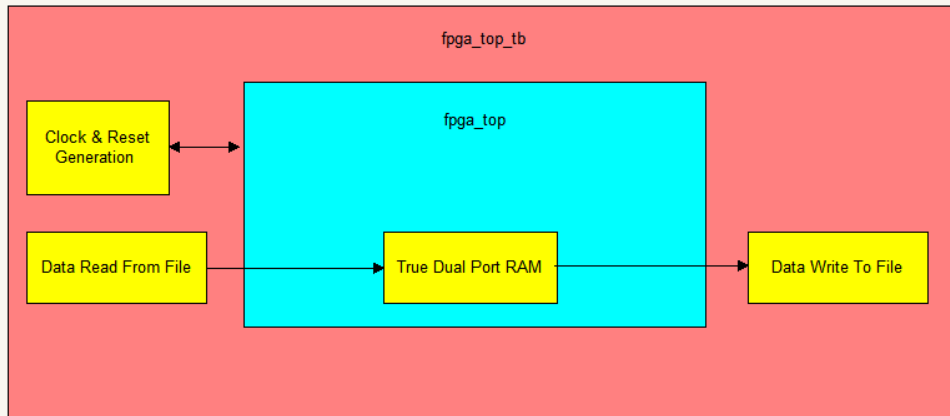 fpga_top_tb
fpga_top
Clock & Reset
Generation
Data Read From File
True Dual Port RAM
Data Write To File